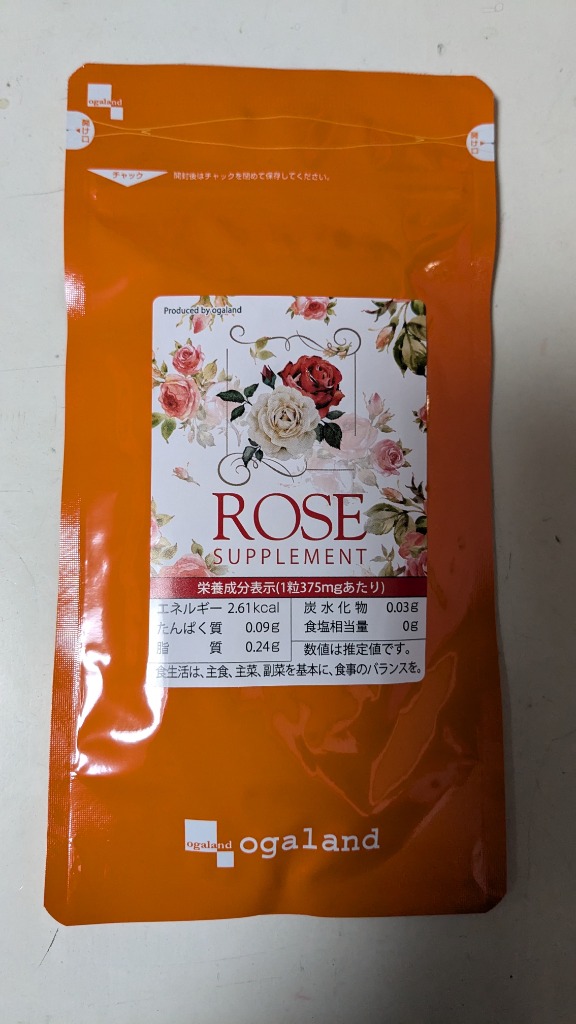 ogaland
開け口
開け口
チャック
開封後はチャックを閉めて保存してください。
Produced by ogaland
ROSE
SUPPLEMENT
栄養成分表示(1粒375mgあたり)
エネルギー 2.61kcal
炭水化物 0.03g
たんぱく質 0.09g
食塩相当量 0g
脂質 0.24g
数値は推定値です。
食生活は、主食、主菜、副菜を基本に、食事のバランスを。
ogaland ogaland